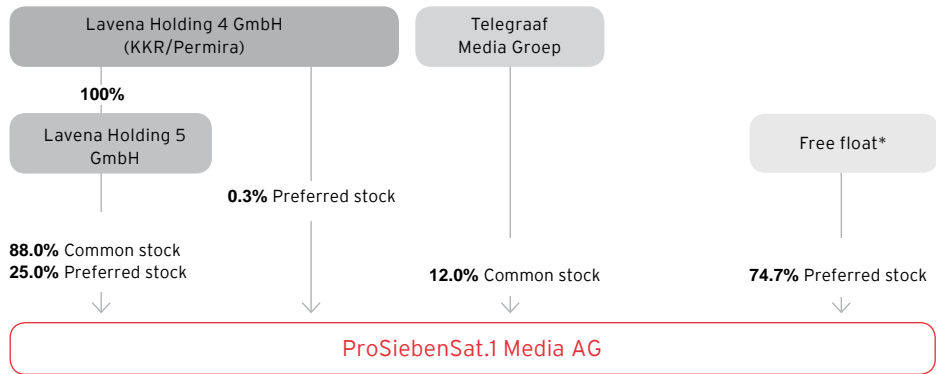 Lavena Holding 4 GmbH
(KKR/Permira)
Telegraaf
Media Groep
100%
Lavena Holding 5
GmbH
Free float*
0.3% Preferred stock
88.0% Common stock
25.0% Preferred stock
12.0% Common stock
74.7% Preferred stock
ProSiebenSat.1 Media AG